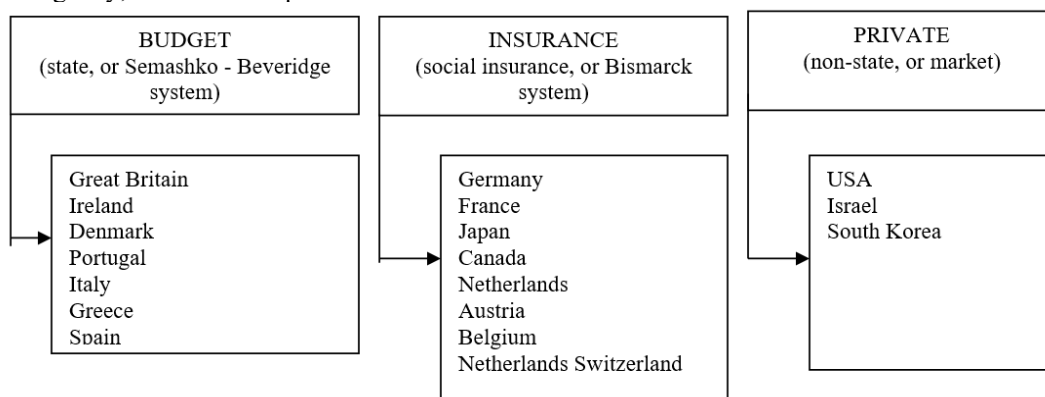 BUDGET
(state, or Semashko - Beveridge
system)
Great Britain
Ireland
Denmark
Portugal
Italy
Greece
Spain
INSURANCE
(social insurance, or Bismarck
system)
Germany
France
Japan
Canada
Netherlands
Austria
Belgium
Netherlands Switzerland
PRIVATE
(non-state, or market)
USA
Israel
South Korea